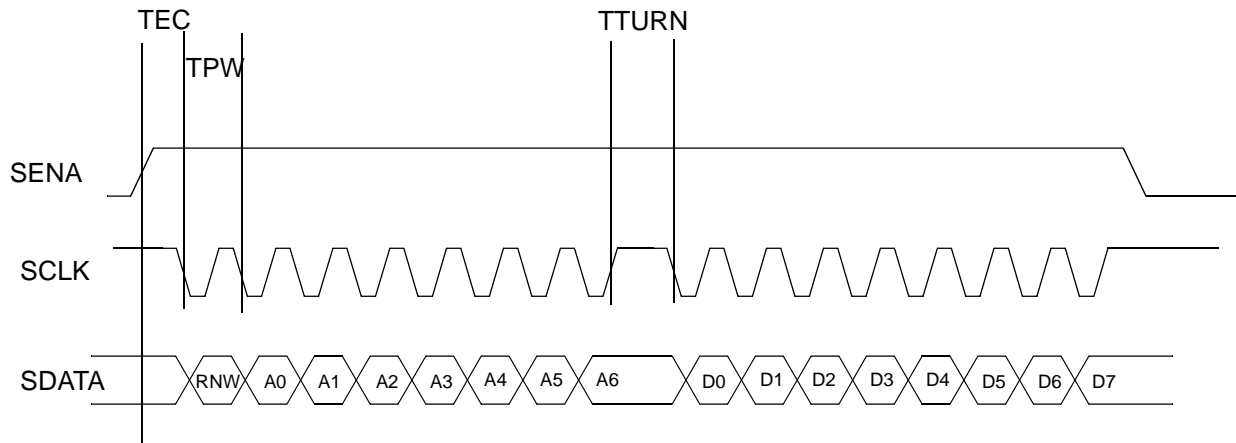 TEC
TTURN
TPW
SENA
SCLK
SDATA
RNW A0 A1 A2 A3 A4 A5 A6 D0 D1 D2 D3 D4 D5 D6 D7